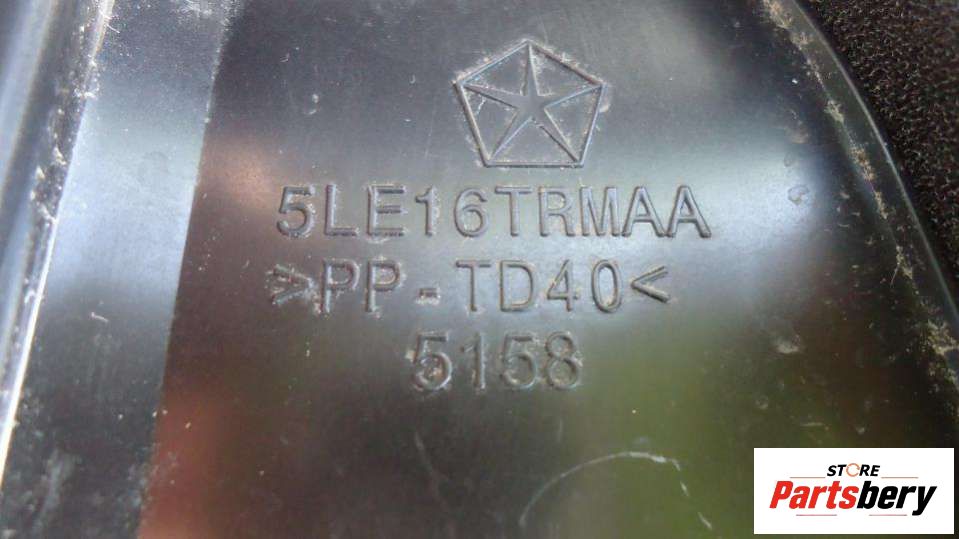 5LE16TRMAA
>PP-TD40<
5158
STORE
Partsbery